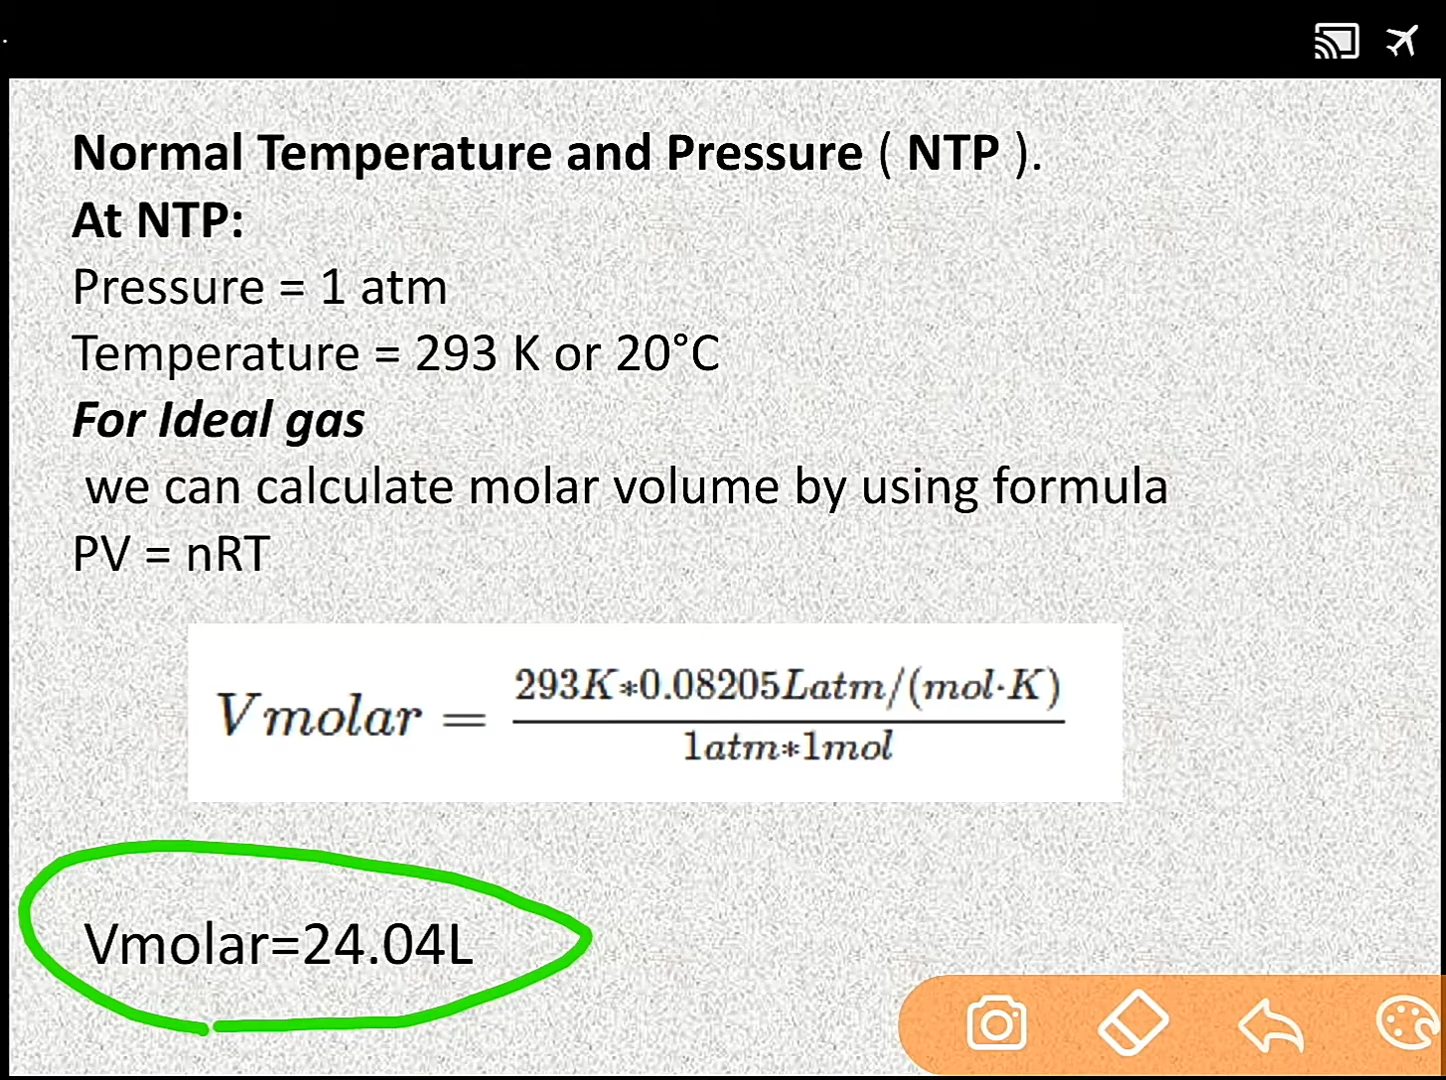 Normal Temperature and Pressure ( NTP ).
At NTP:
Pressure = 1 atm
Temperature = 293 K or 20°C
For Ideal gas
we can calculate molar volume by using formula
PV = nRT
Vmolar = 293K*0.08205Latm/(mol·K) / 1atm*1mol
Vmolar=24.04L